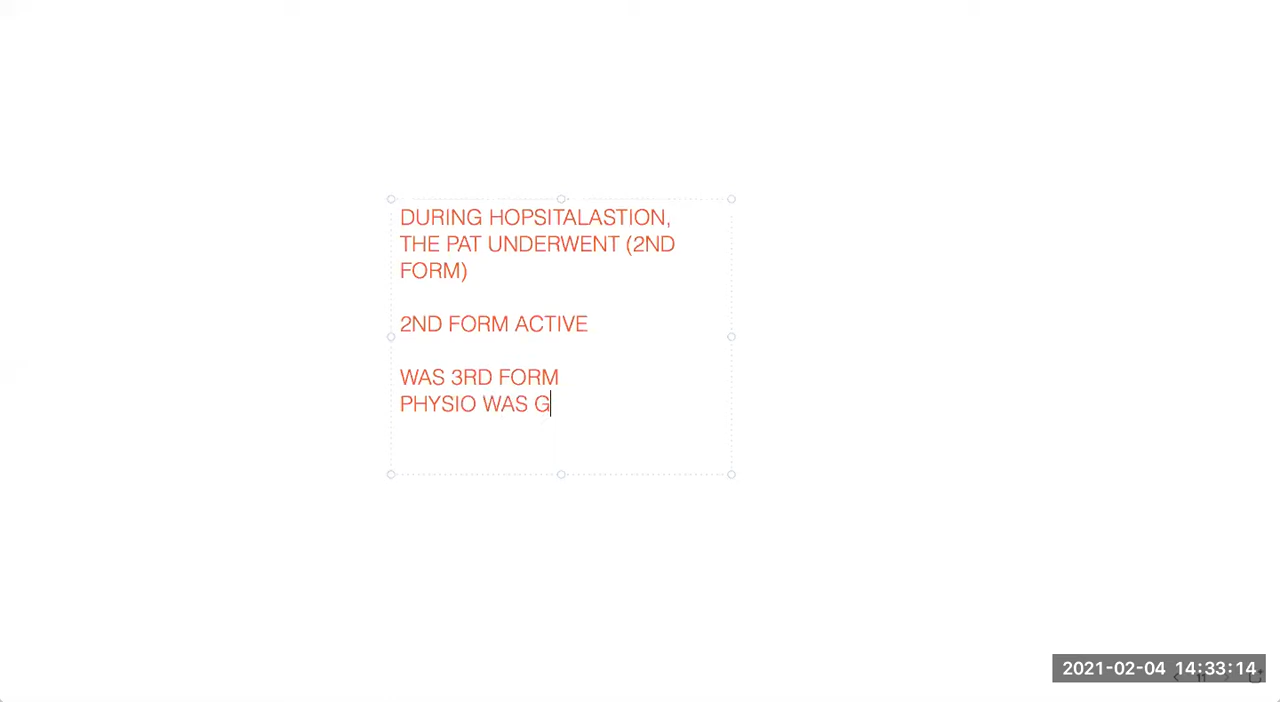 DURING HOPSITALASTION,
THE PAT UNDERWENT (2ND
FORM)
2ND FORM ACTIVE
WAS 3RD FORM
PHYSIO WAS G
2021-02-04 14:33:14